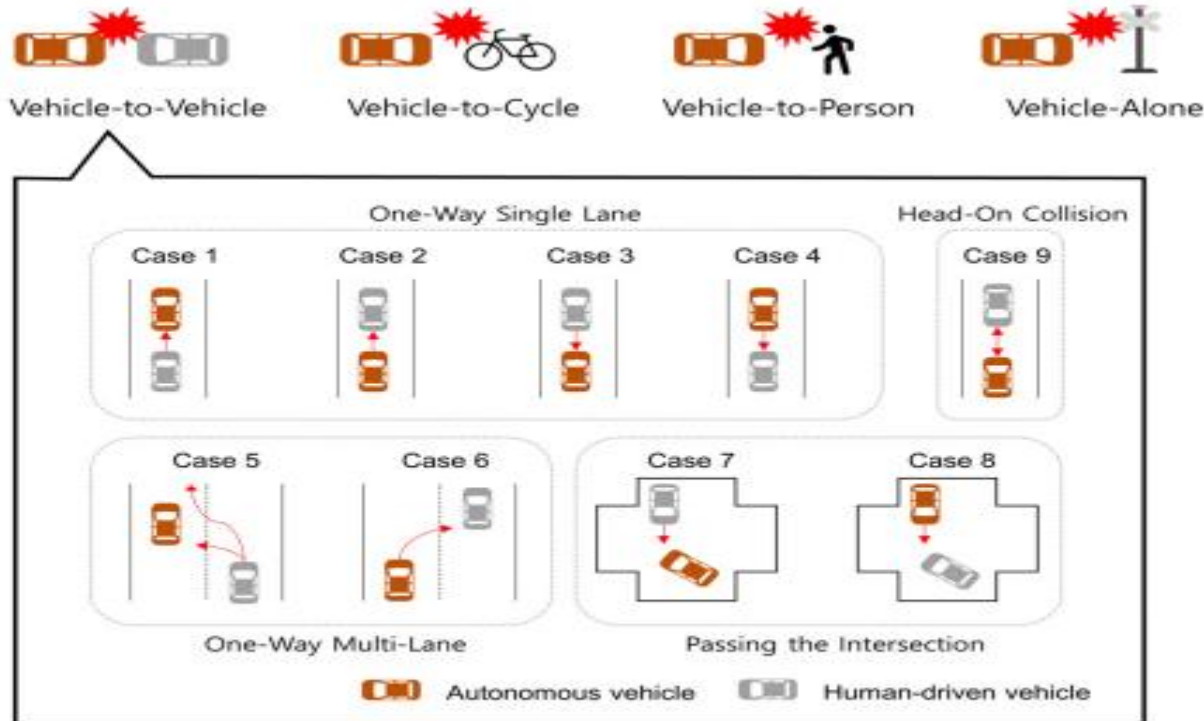 Vehicle-to-Vehicle Vehicle-to-Cycle Vehicle-to-Person Vehicle-Alone
One-Way Single Lane Head-On Collision
Case 1 Case 2 Case 3 Case 4 Case 9
Case 5 Case 6 Case 7 Case 8
One-Way Multi-Lane Passing the Intersection
Autonomous vehicle Human-driven vehicle